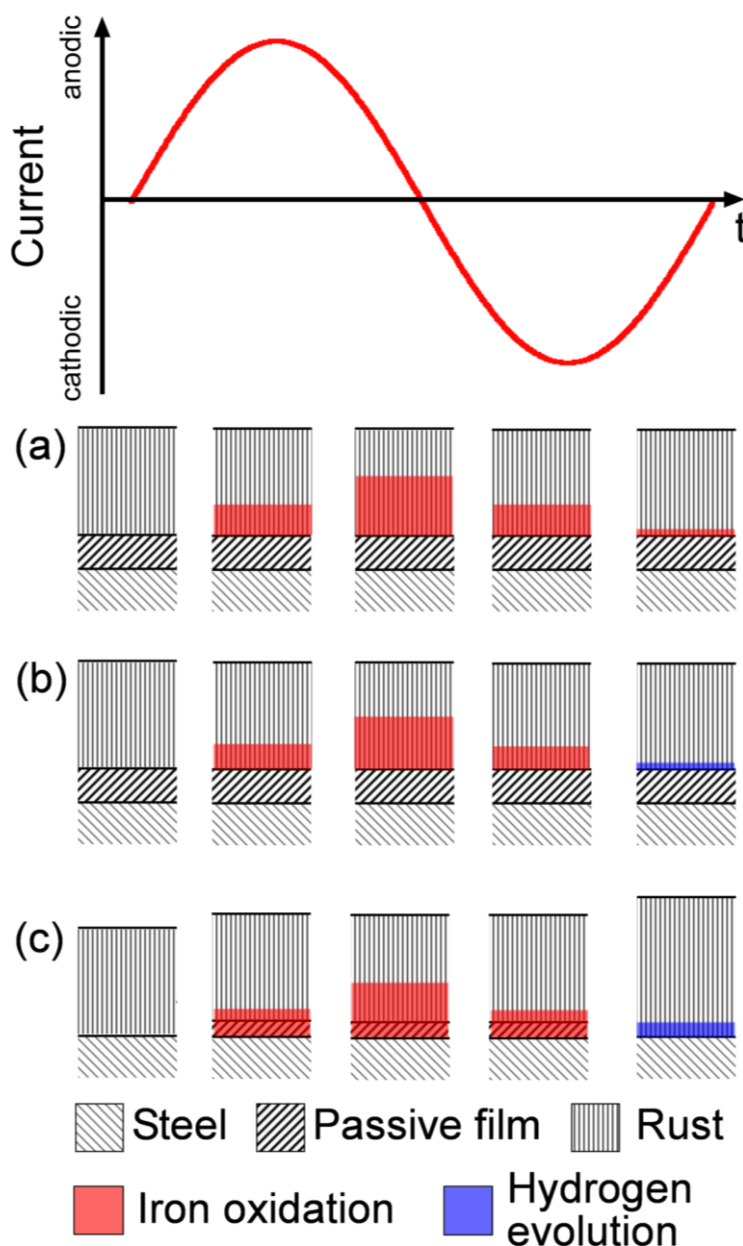 anodic
Current
cathodic
t
(a)
(b)
(c)
Steel
Passive film
Rust
Iron oxidation
Hydrogen
evolution